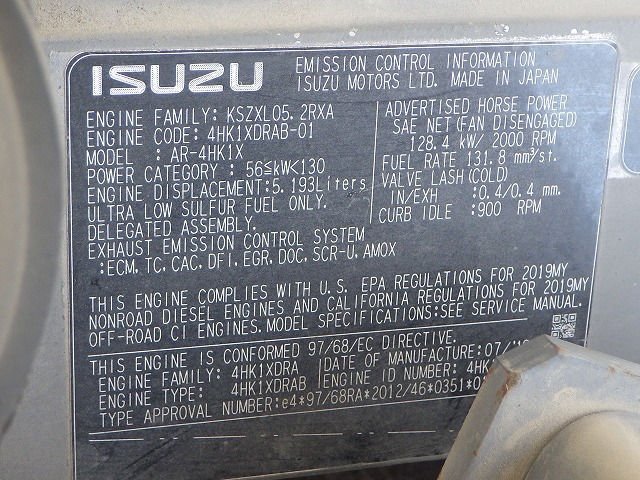 ISUZU
EMISSION CONTROL INFORMATION
ISUZU MOTORS LTD. MADE IN JAPAN
ENGINE FAMILY: KSZXL05.2RXA
ENGINE CODE: 4HK1XDRAB-01
MODEL : AR-4HK1X
POWER CATEGORY : 56≦kW<130
ENGINE DISPLACEMENT:5.193Liters
ULTRA LOW SULFUR FUEL ONLY.
DELEGATED ASSEMBLY.
EXHAUST EMISSION CONTROL SYSTEM
:ECM,TC,CAC,DFI,EGR,DOC,SCR-U,AMOX
ADVERTISED HORSE POWER
SAE NET(FAN DISENGAGED)
128.4 kW/ 2000 RPM
FUEL RATE 131.8 mm³/st.
VALVE LASH(COLD)
IN/EXH :0.4/0.4 mm.
CURB IDLE :900 RPM
THIS ENGINE COMPLIES WITH U.S. EPA REGULATIONS FOR 2019MY
NONROAD DIESEL ENGINES AND CALIFORNIA REGULATIONS FOR 2019MY
OFF-ROAD CI ENGINES. MODEL SPECIFICATIONS:SEE SERVICE MANUAL.
THIS ENGINE IS CONFORMED 97/68/EC DIRECTIVE.
ENGINE FAMILY: 4HK1XDRA
ENGINE TYPE: 4HK1XDRAB
DATE OF MANUFACTURE:07/
ENGINE ID NUMBER:
TYPE APPROVAL NUMBER:e4*97/68RA*2012/46*0351*